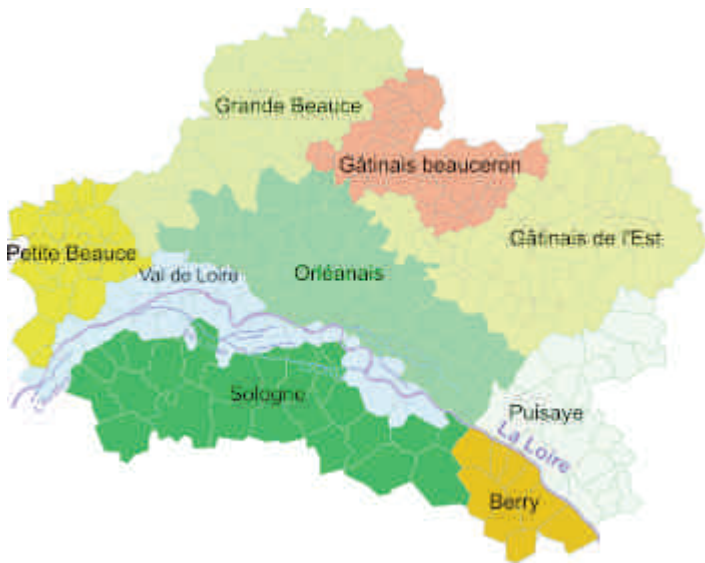 Grande Beauce
Gâtinais beauceron
Gâtinais de l'Est
Petite Beauce
Val de Loire
Orléanais
Sologne
Puisaye
La Loire
Berry